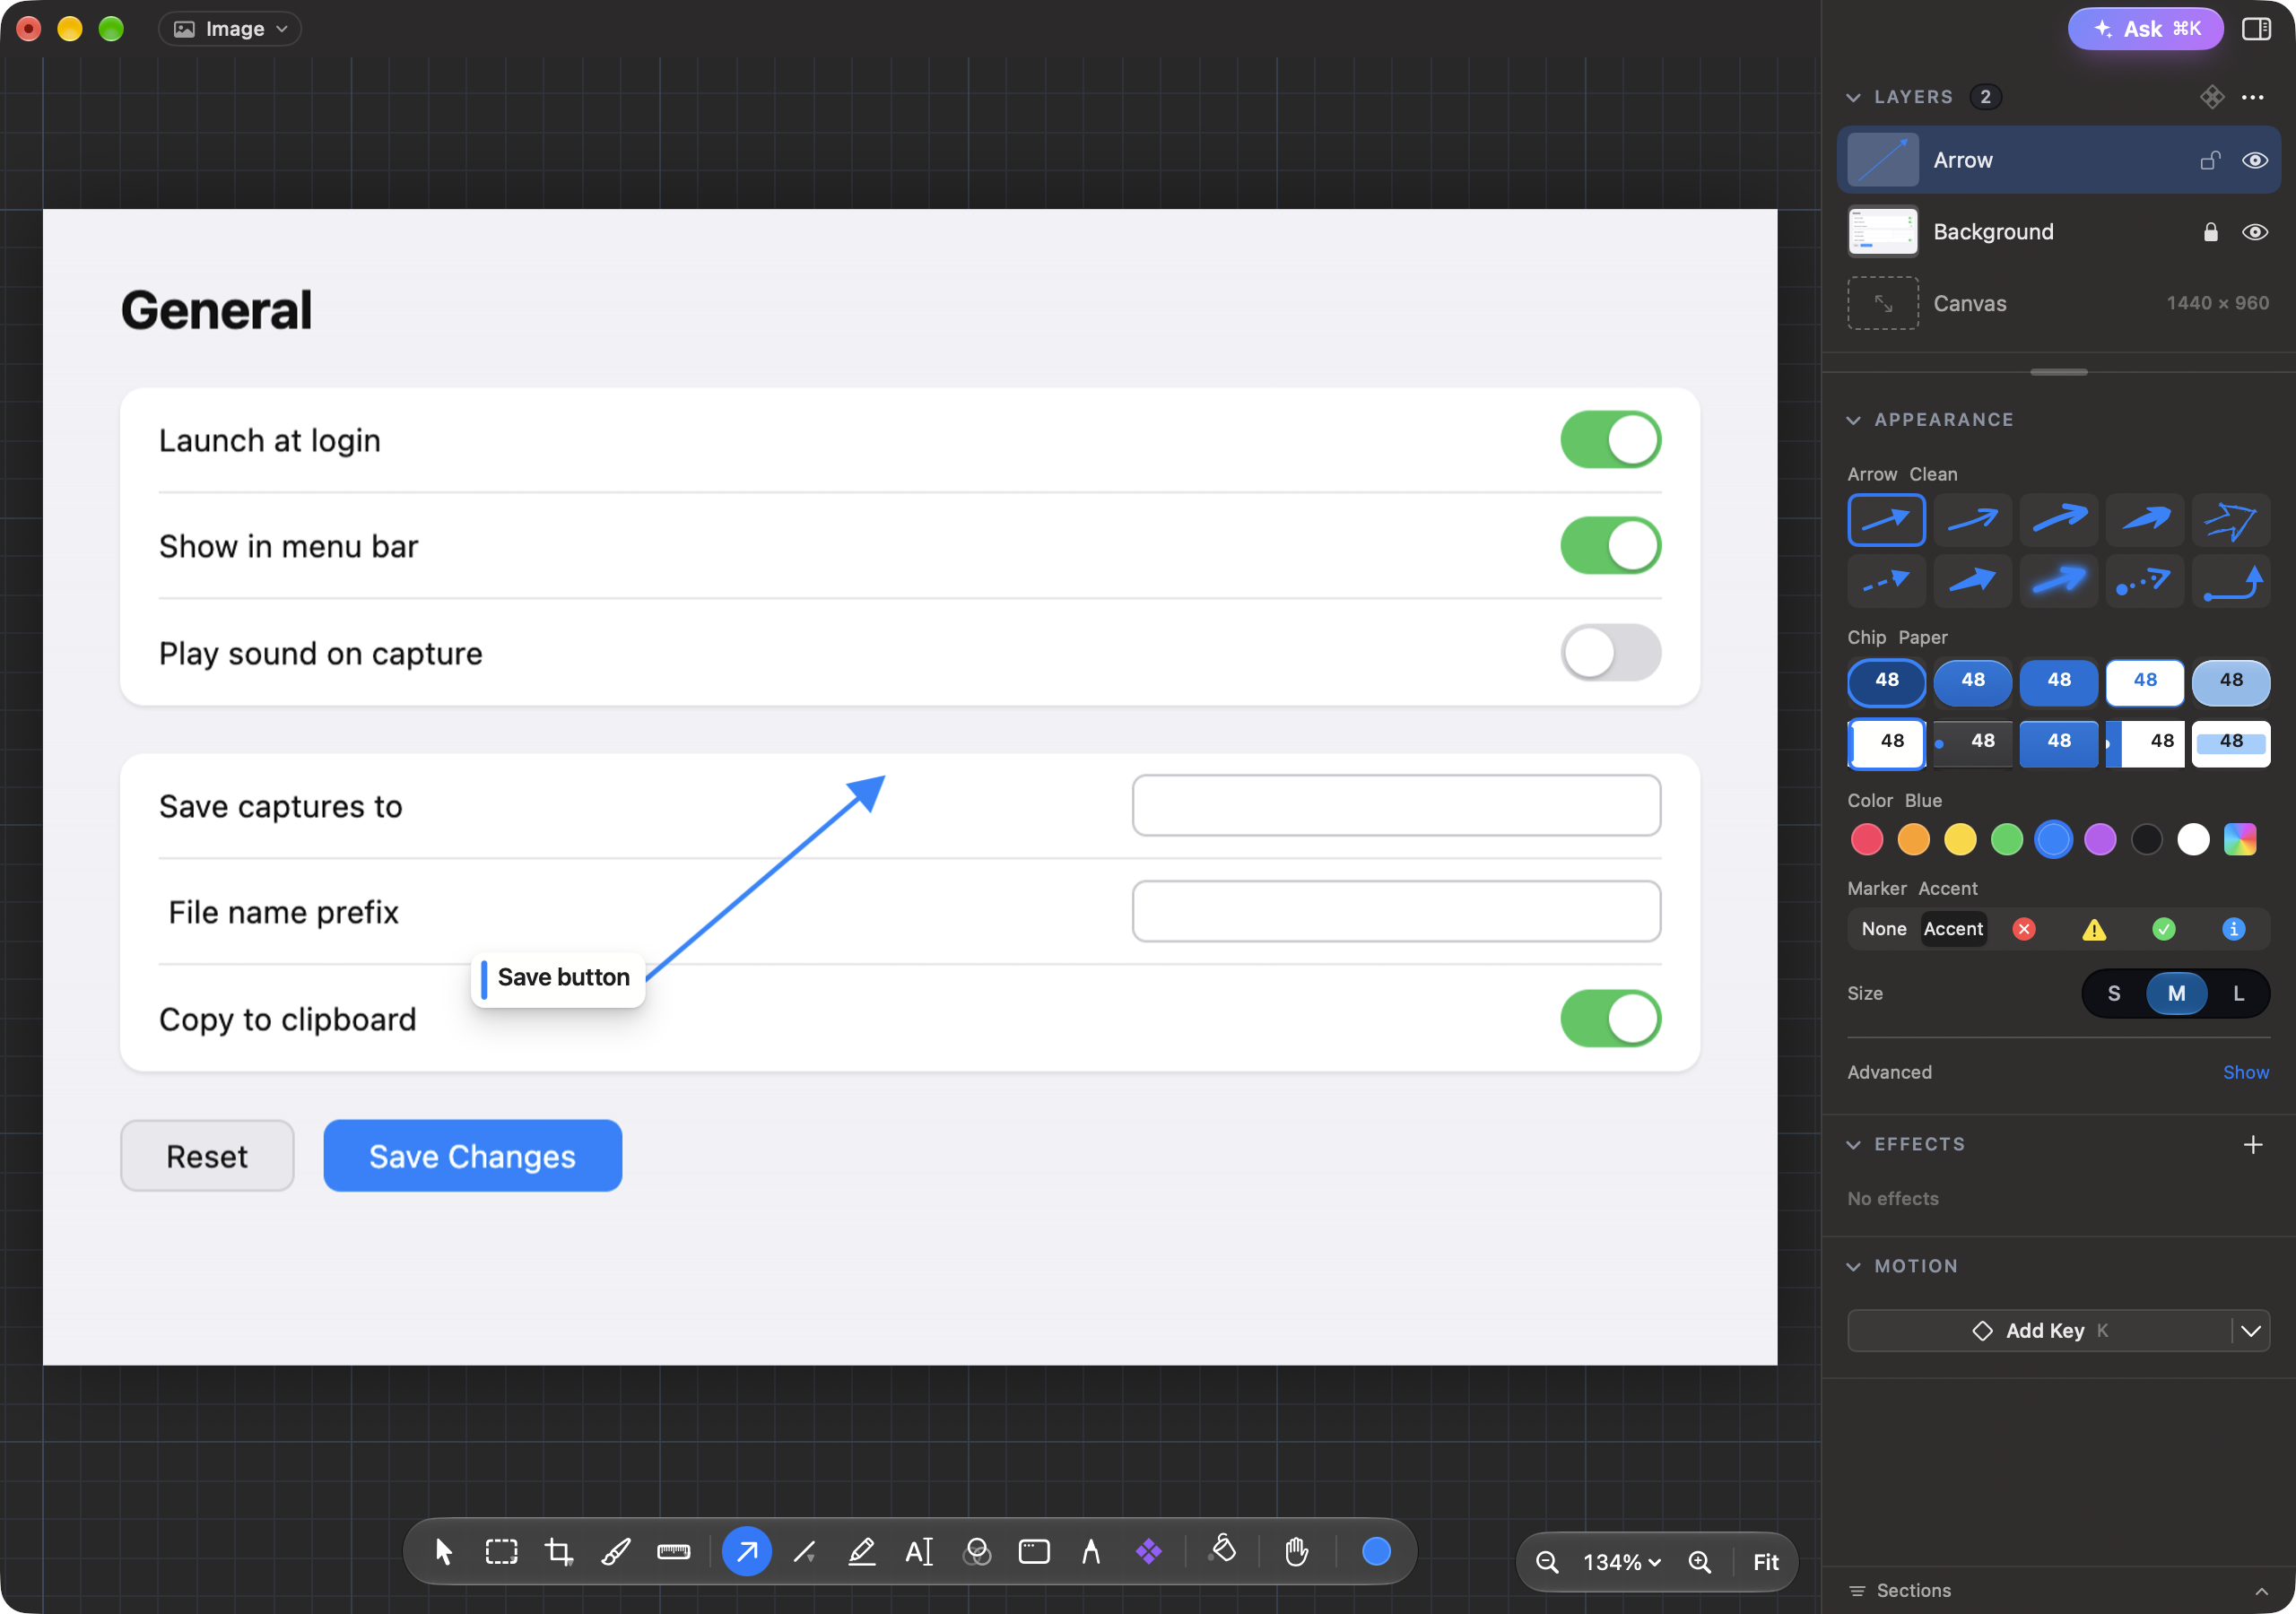 Image
Ask ⌘K
LAYERS 2
Arrow
Background
Canvas 1440 × 960
General
Launch at login
Show in menu bar
Play sound on capture
Save captures to
File name prefix
Save button
Copy to clipboard
Reset Save Changes
APPEARANCE
Arrow Clean
Chip Paper
48 48 48 48 48
48 48 48 48 48
Color Blue
Marker Accent
None Accent
Size S M L
Advanced Show
EFFECTS
No effects
MOTION
Add Key K
134% Fit
Sections